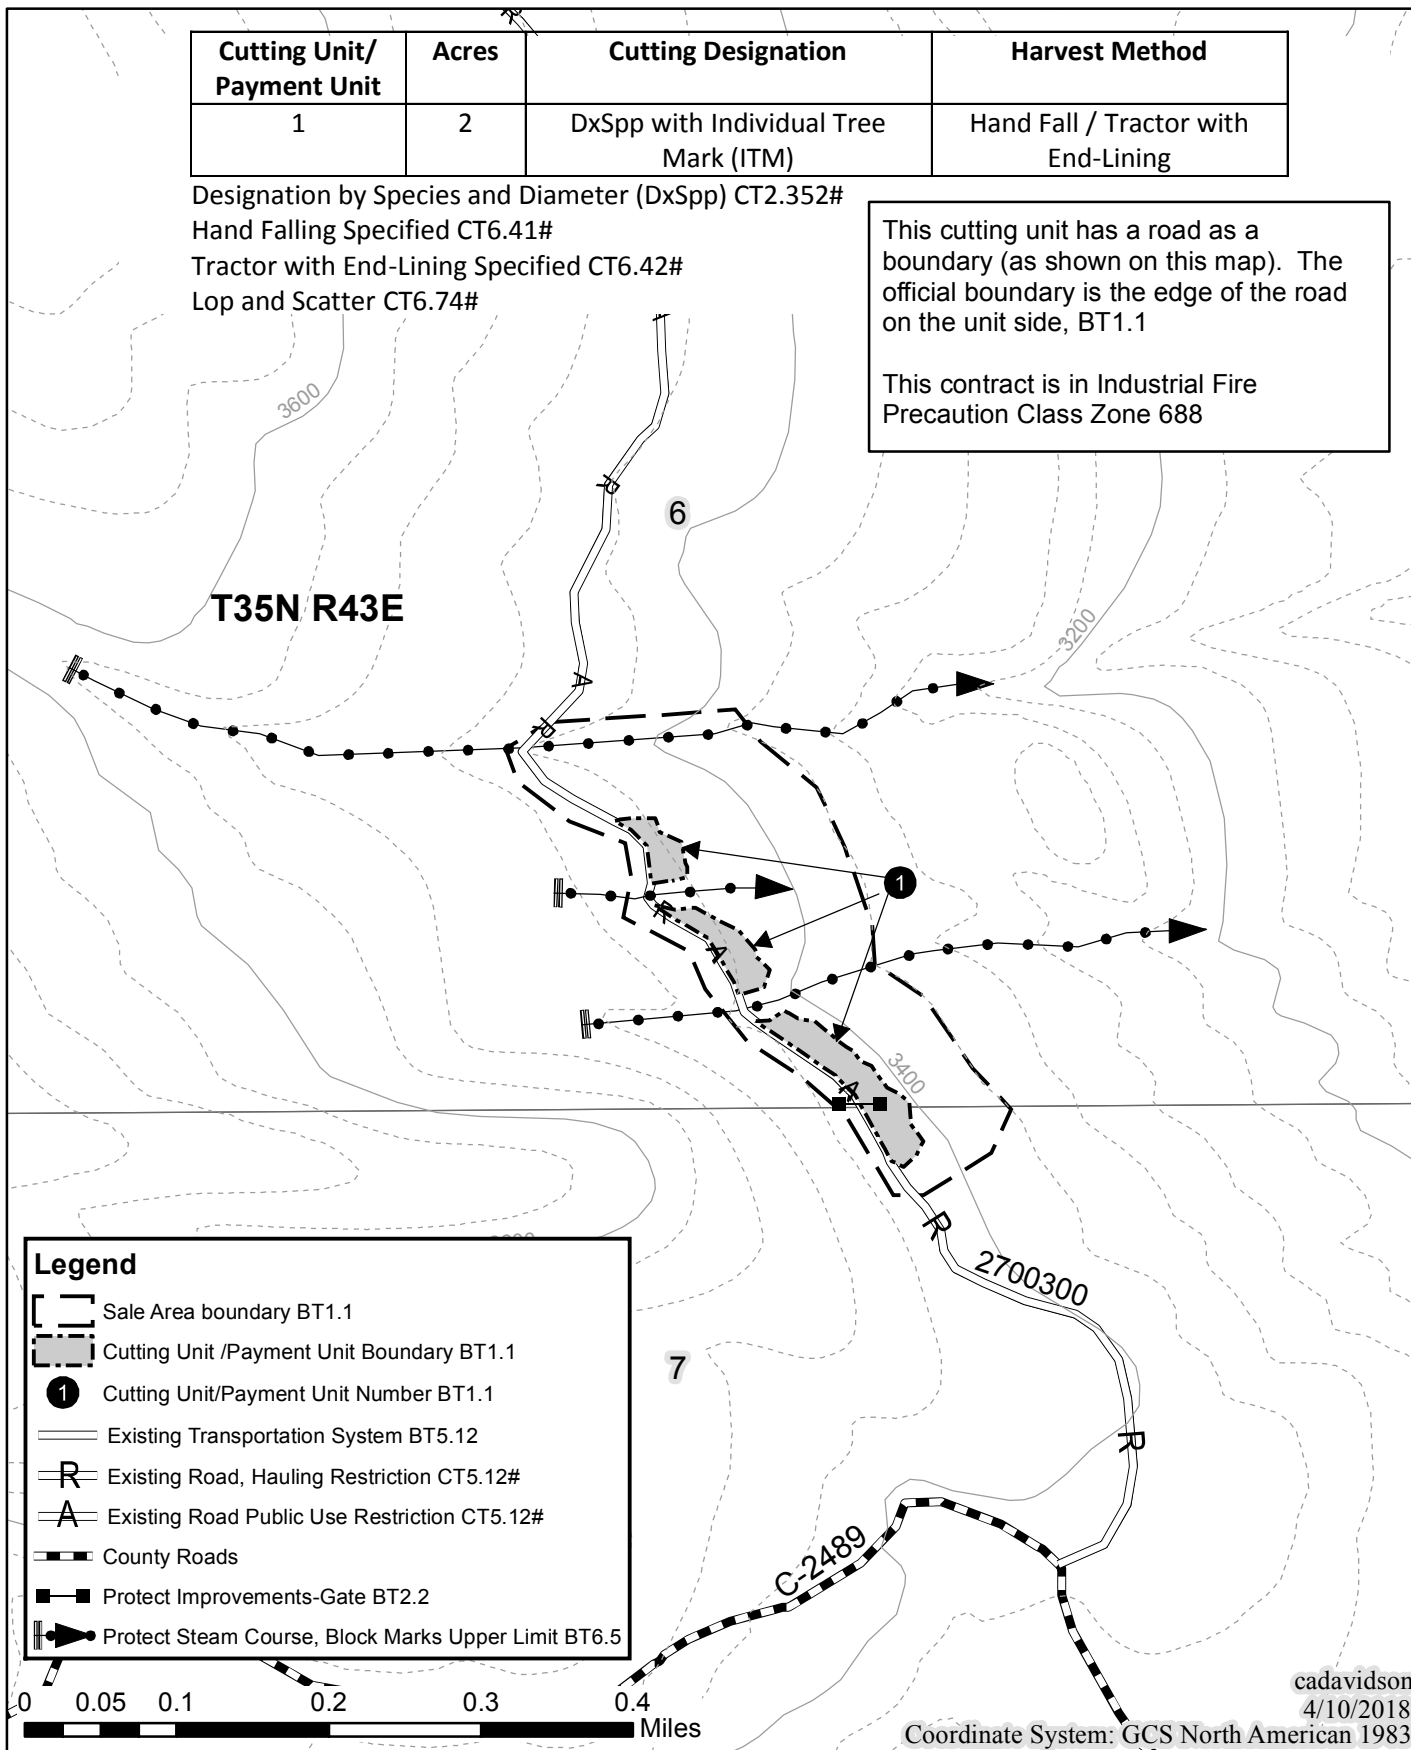 Cutting Unit/ Acres Cutting Designation Harvest Method
Payment Unit
1 2 DxSpp with Individual Tree Hand Fall / Tractor with
Mark (ITM) End-Lining
Designation by Species and Diameter (DxSpp) CT2.352#
Hand Falling Specified CT6.41#
Tractor with End-Lining Specified CT6.42#
Lop and Scatter CT6.74#
This cutting unit has a road as a
boundary (as shown on this map). The
official boundary is the edge of the road
on the unit side, BT1.1
This contract is in Industrial Fire
Precaution Class Zone 688
R
3600
R
6
T35N R43E
3200
A
R
1
R
A
3400
A
R
2700300
7
R
C-2489
Legend
Sale Area boundary BT1.1
Cutting Unit /Payment Unit Boundary BT1.1
1 Cutting Unit/Payment Unit Number BT1.1
Existing Transportation System BT5.12
R Existing Road, Hauling Restriction CT5.12#
A Existing Road Public Use Restriction CT5.12#
County Roads
Protect Improvements-Gate BT2.2
Protect Steam Course, Block Marks Upper Limit BT6.5
0 0.05 0.1 0.2 0.3 0.4
Miles
cadavidson
4/10/2018
Coordinate System: GCS North American 1983